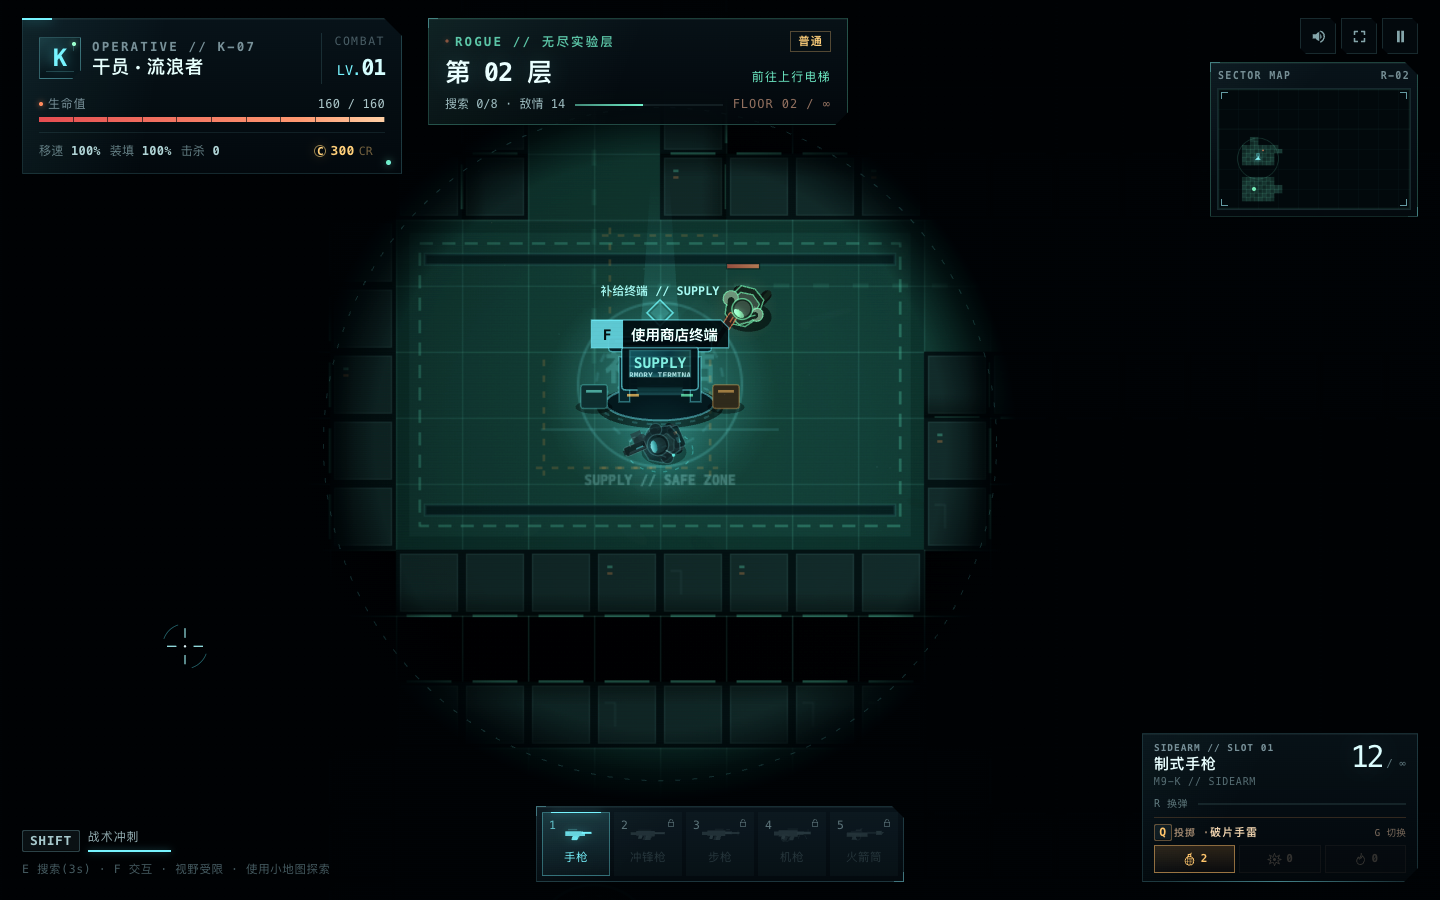 K
OPERATIVE // K-07
干员·流浪者
COMBAT
LV.01
生命值
160 / 160
移速 100% 装填 100% 击杀 0
C 300 CR
ROGUE // 无尽实验层
普通
第 02 层
前往上行电梯
搜索 0/8 · 敌情 14
FLOOR 02 / ∞
SECTOR MAP
R-02
补给终端 // SUPPLY
F 使用商店终端
SUPPLY
RMORY TERMINA
SUPPLY // SAFE ZONE
SHIFT 战术冲刺
E 搜索(3s) · F 交互 · 视野受限 · 使用小地图探索
1 手枪
2 冲锋枪
3 步枪
4 机枪
5 火箭筒
SIDEARM // SLOT 01
制式手枪
12 / ∞
M9-K // SIDEARM
R 换弹
Q 投掷 ·破片手雷
G 切换
2
0
0